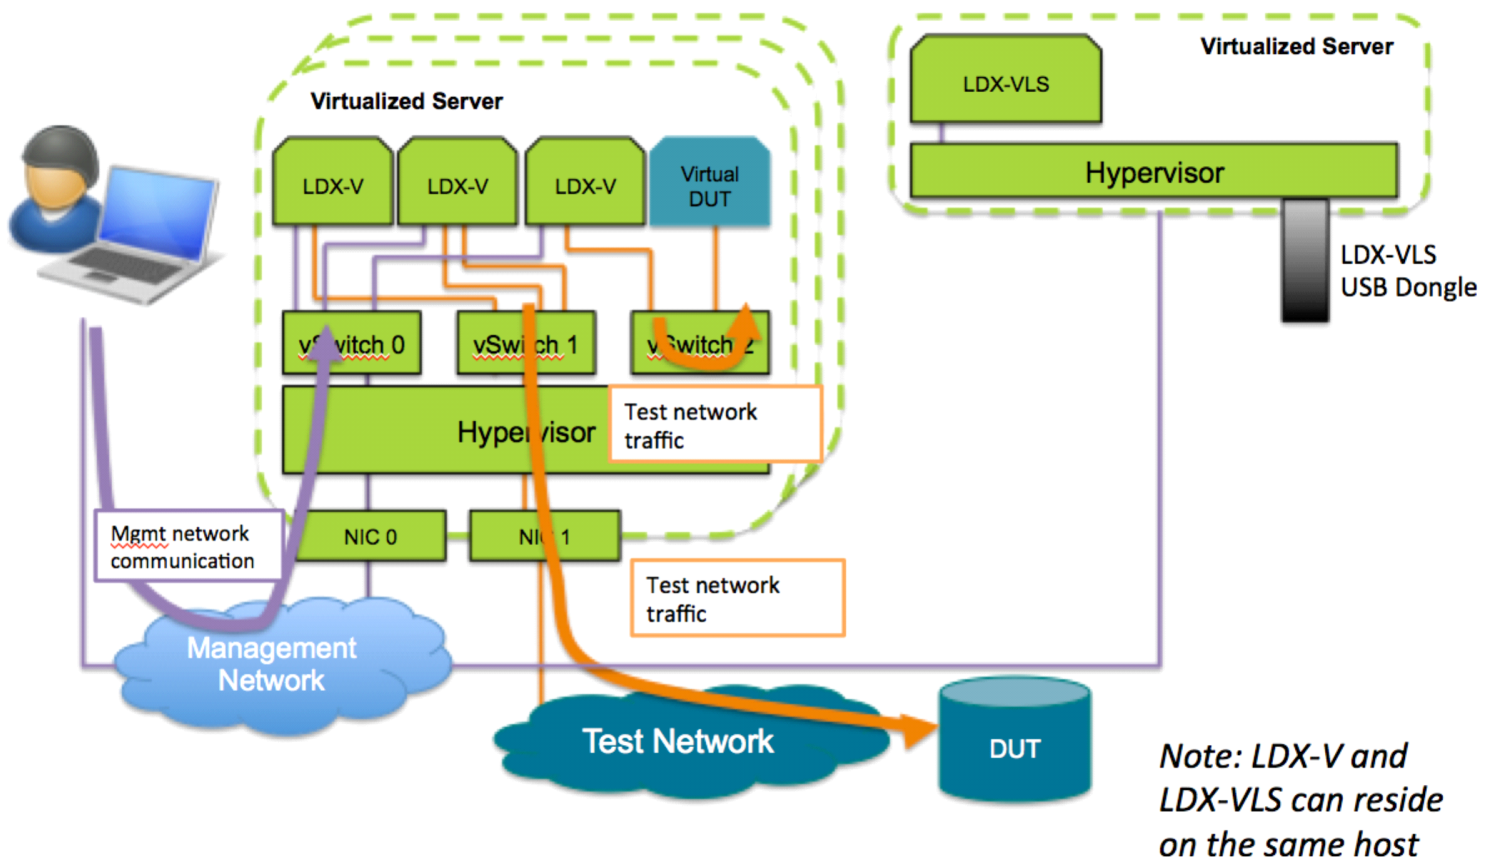 Virtualized Server
LDX-V
LDX-V
LDX-V
Virtual
DUT
vSwitch 0
vSwitch 1
vSwitch 2
Hypervisor
Test network
traffic
NIC 0
NIC 1
Mgmt network
communication
Test network
traffic
Management
Network
Test Network
DUT
Virtualized Server
LDX-VLS
Hypervisor
LDX-VLS
USB Dongle
Note: LDX-V and
LDX-VLS can reside
on the same host